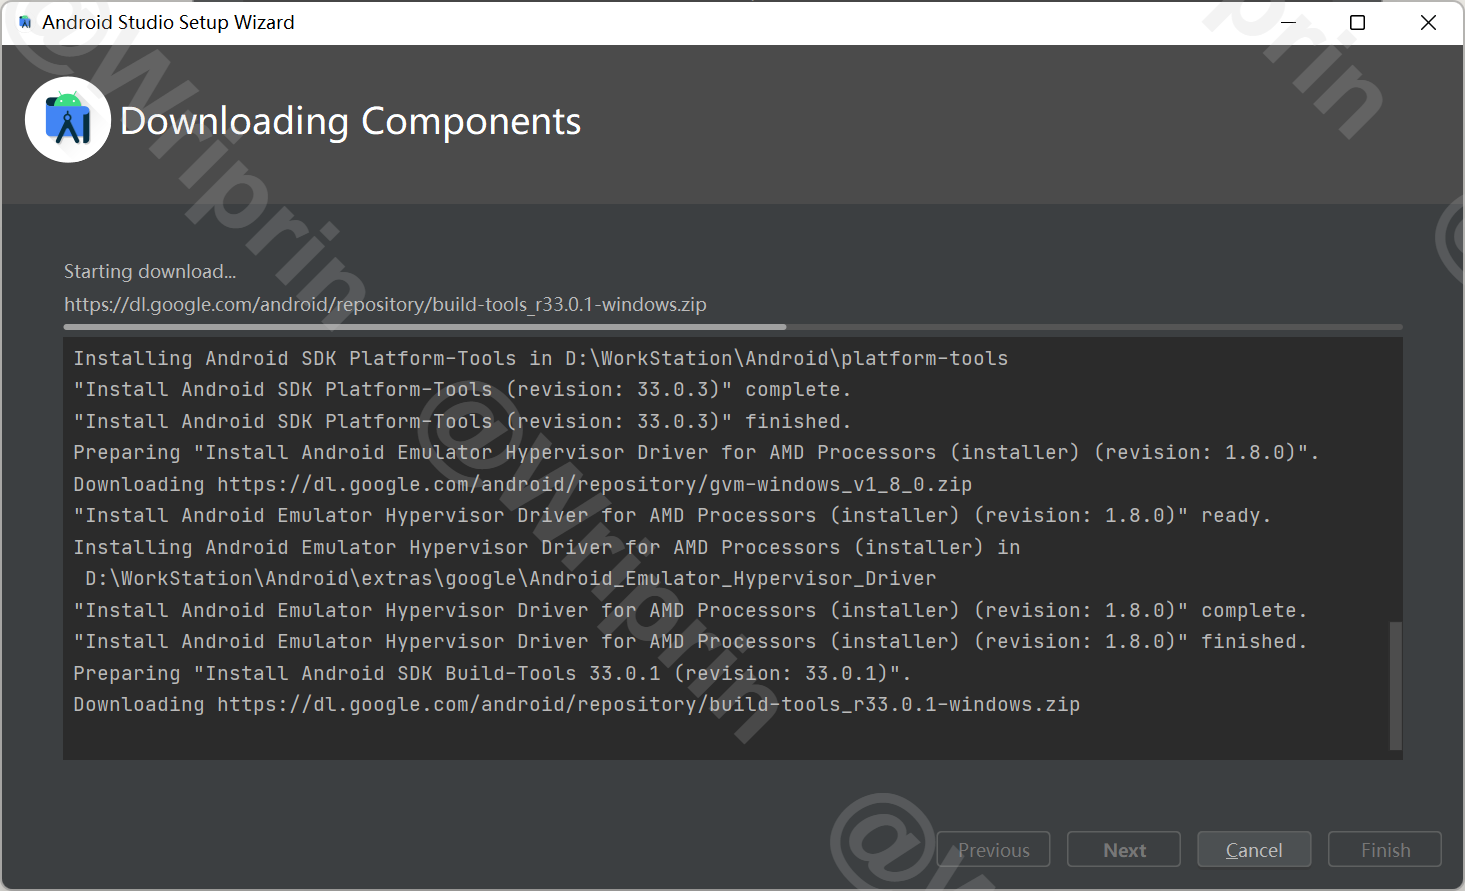 Android Studio Setup Wizard
Downloading Components
Starting download...
https://dl.google.com/android/repository/build-tools_r33.0.1-windows.zip
Installing Android SDK Platform-Tools in D:\WorkStation\Android\platform-tools
"Install Android SDK Platform-Tools (revision: 33.0.3)" complete.
"Install Android SDK Platform-Tools (revision: 33.0.3)" finished.
Preparing "Install Android Emulator Hypervisor Driver for AMD Processors (installer) (revision: 1.8.0)".
Downloading https://dl.google.com/android/repository/gvm-windows_v1_8_0.zip
"Install Android Emulator Hypervisor Driver for AMD Processors (installer) (revision: 1.8.0)" ready.
Installing Android Emulator Hypervisor Driver for AMD Processors (installer) in
D:\WorkStation\Android\extras\google\Android_Emulator_Hypervisor_Driver
"Install Android Emulator Hypervisor Driver for AMD Processors (installer) (revision: 1.8.0)" complete.
"Install Android Emulator Hypervisor Driver for AMD Processors (installer) (revision: 1.8.0)" finished.
Preparing "Install Android SDK Build-Tools 33.0.1 (revision: 33.0.1)".
Downloading https://dl.google.com/android/repository/build-tools_r33.0.1-windows.zip
Previous Next Cancel Finish
@Wriprin
@Wriprin
prin
@W